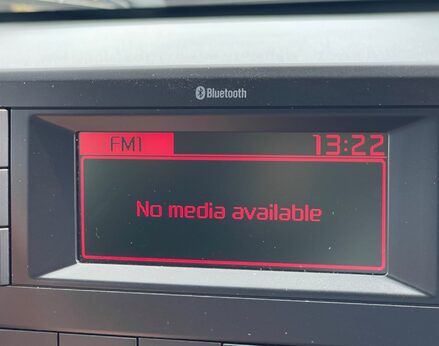 Bluetooth
FM1 13:22
No media available